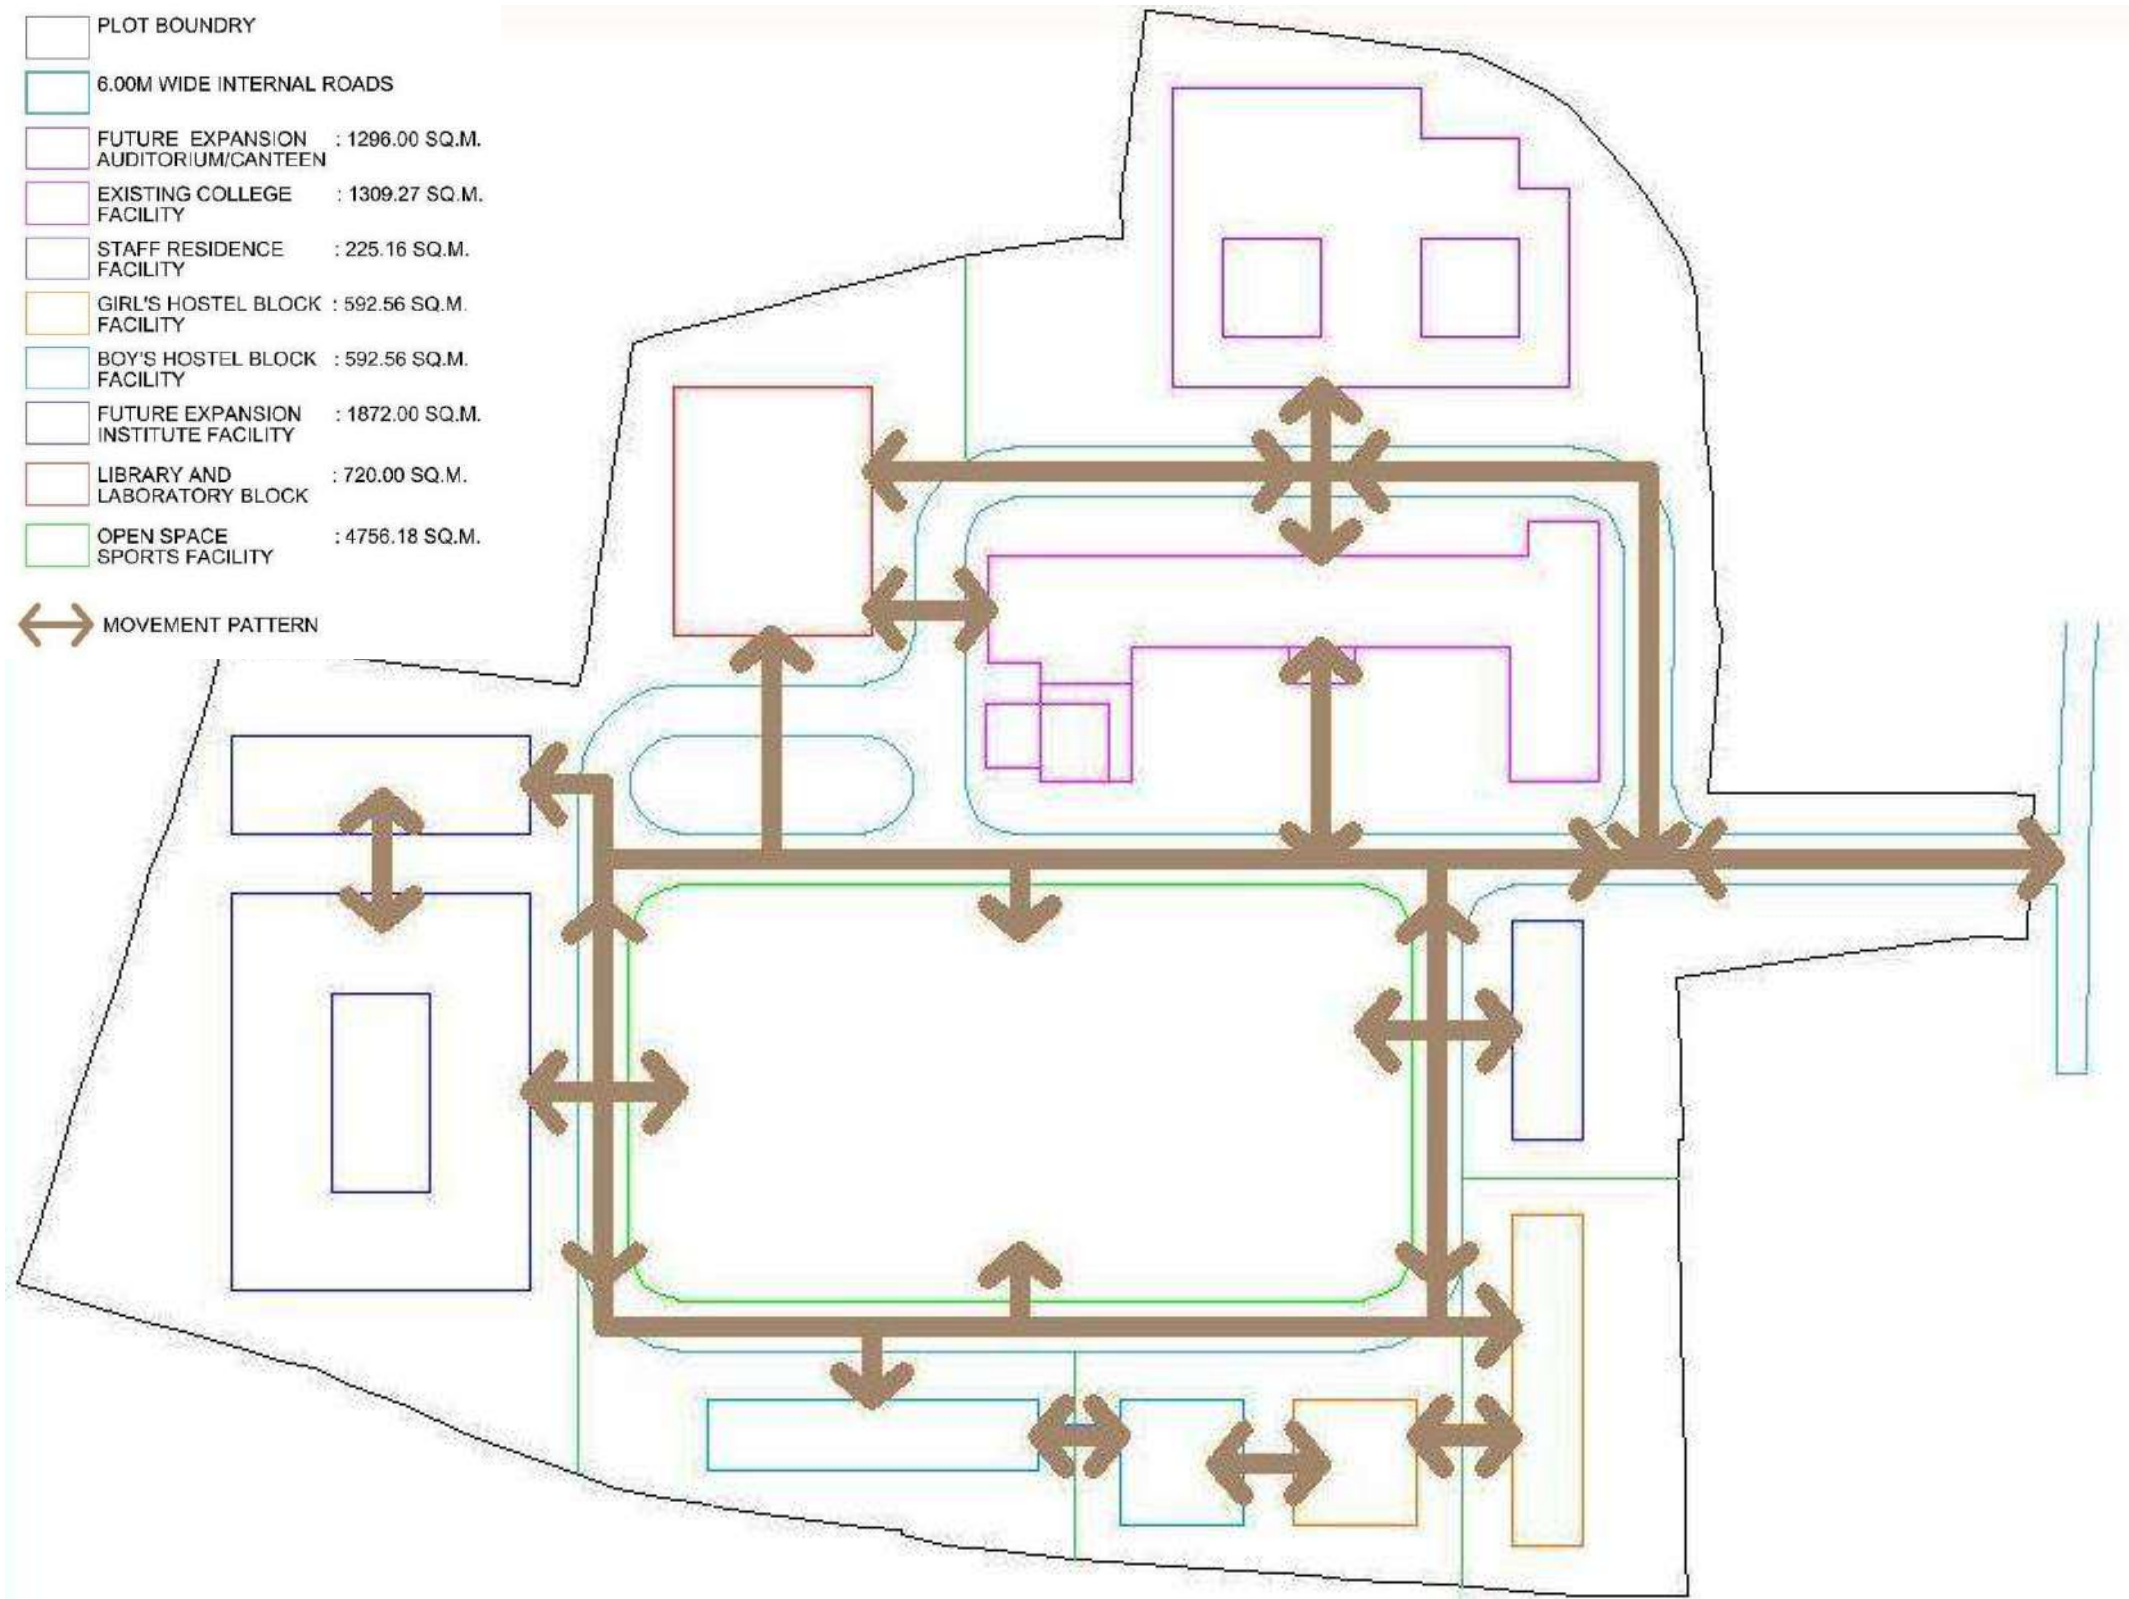 PLOT BOUNDRY
6.00M WIDE INTERNAL ROADS
FUTURE EXPANSION : 1296.00 SQ.M.
AUDITORIUM/CANTEEN
EXISTING COLLEGE : 1309.27 SQ.M.
FACILITY
STAFF RESIDENCE : 225.16 SQ.M.
FACILITY
GIRL'S HOSTEL BLOCK : 592.56 SQ.M.
FACILITY
BOY'S HOSTEL BLOCK : 592.56 SQ.M.
FACILITY
FUTURE EXPANSION : 1872.00 SQ.M.
INSTITUTE FACILITY
LIBRARY AND : 720.00 SQ.M.
LABORATORY BLOCK
OPEN SPACE : 4756.18 SQ.M.
SPORTS FACILITY
MOVEMENT PATTERN